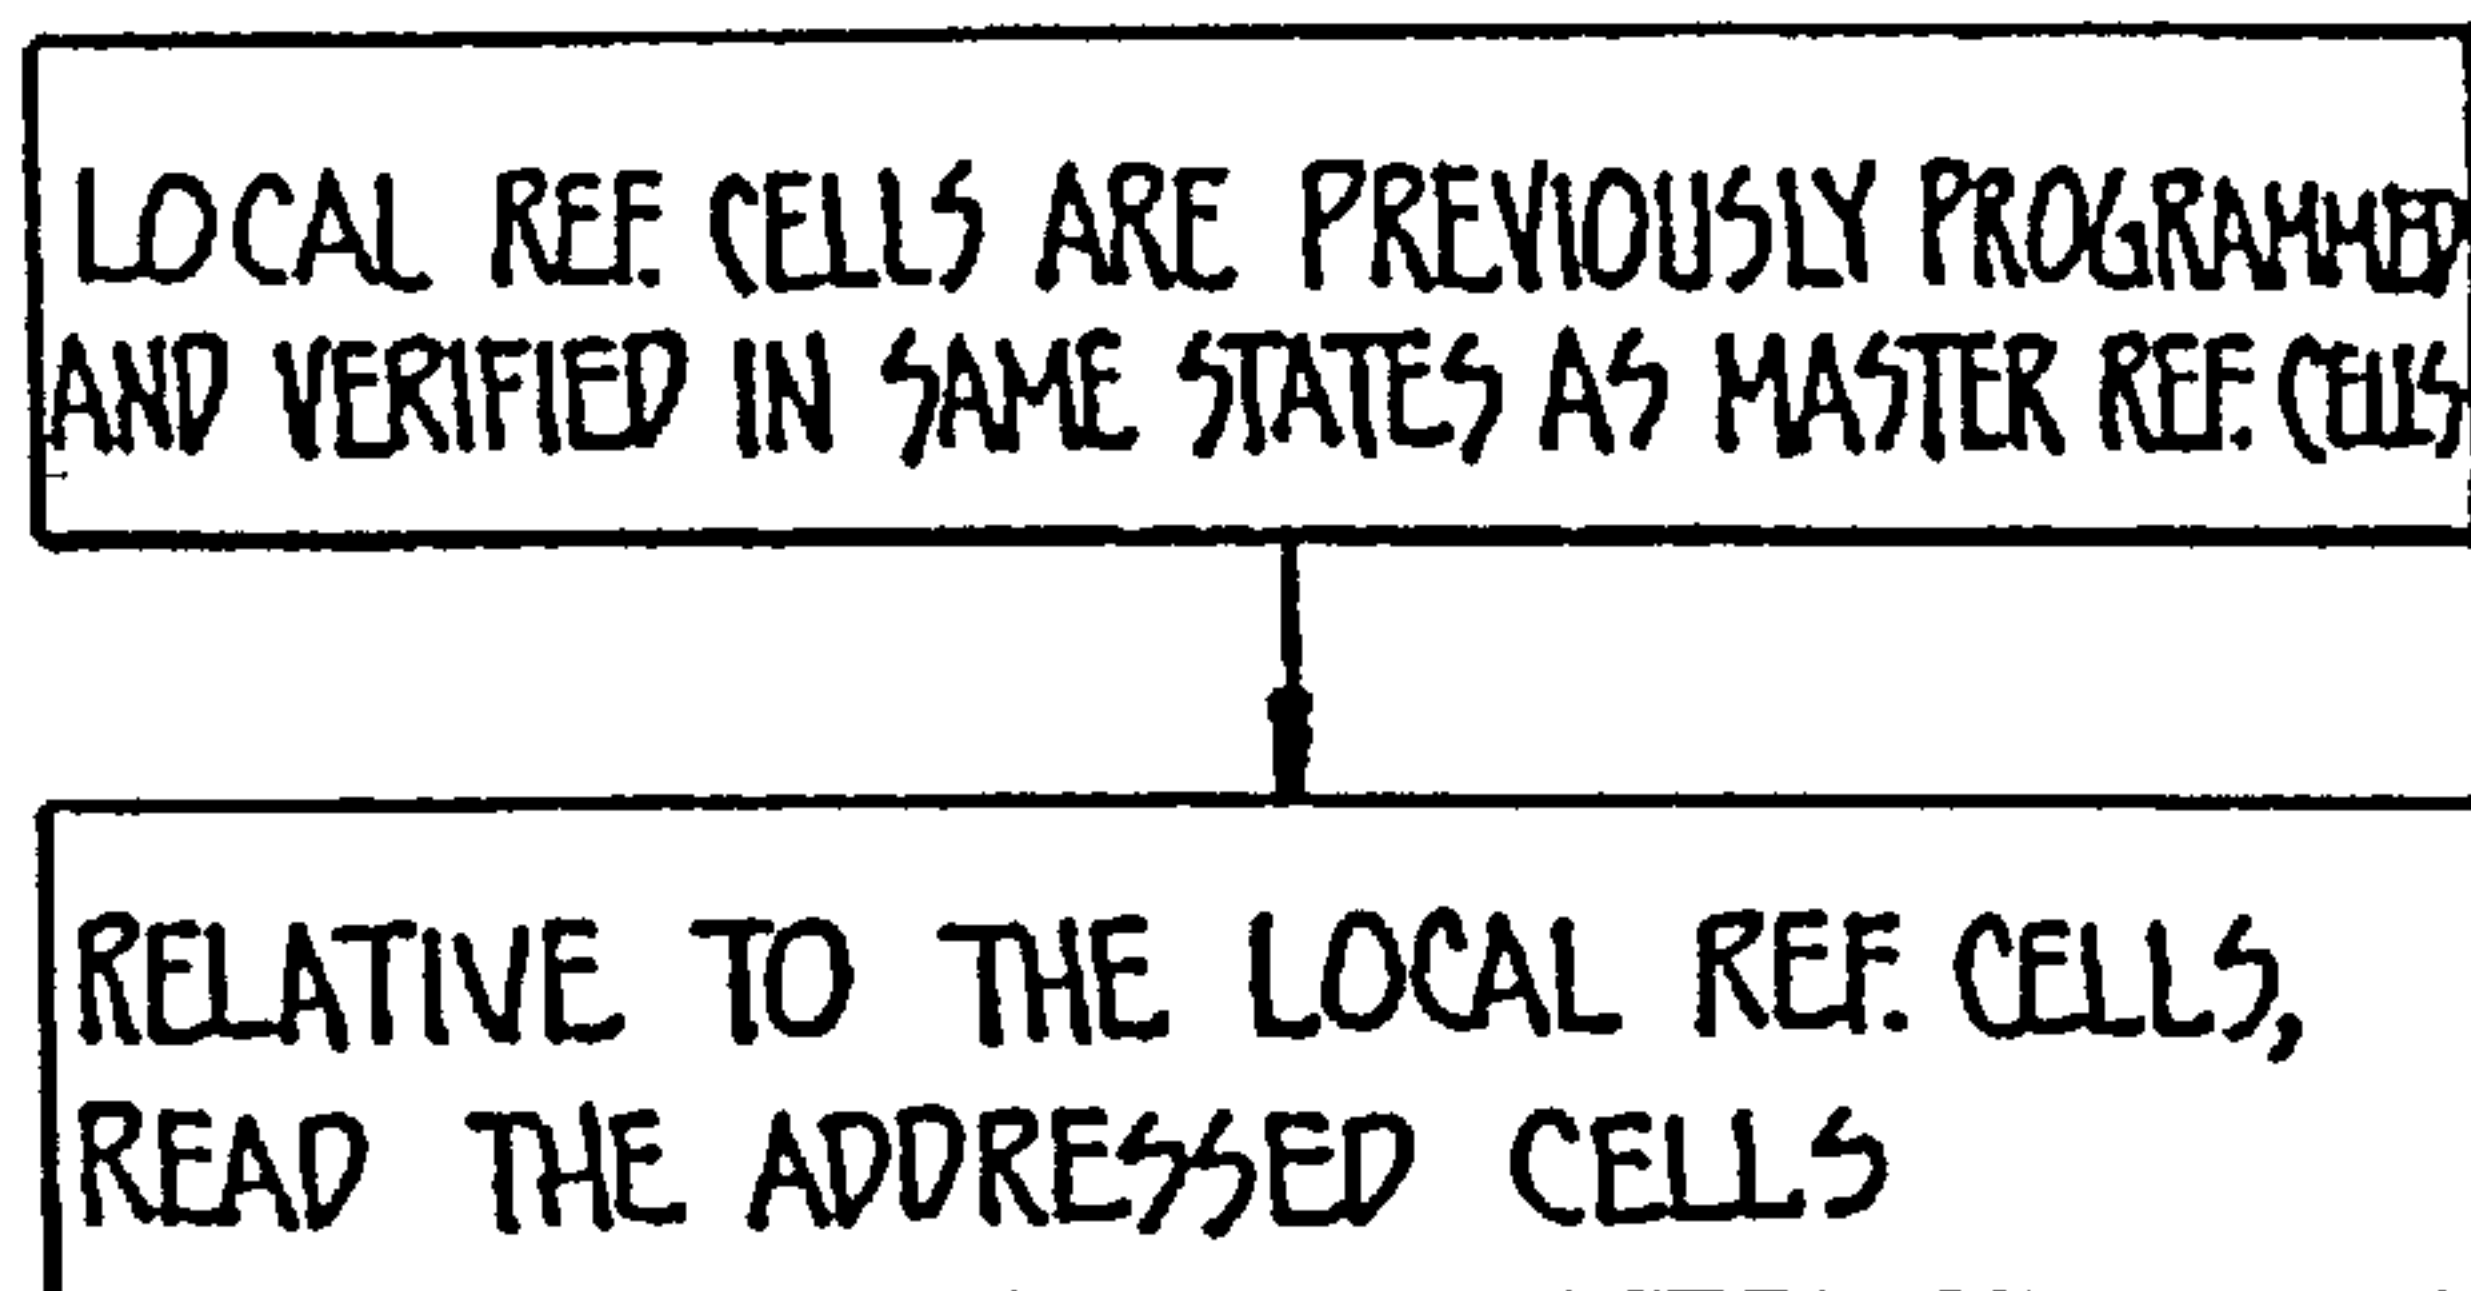 LOCAL REF. CELLS ARE PREVIOUSLY PROGRAMMED
AND VERIFIED IN SAME STATES AS MASTER REF. CELLS
RELATIVE TO THE LOCAL REF. CELLS,
READ THE ADDRESSED CELLS